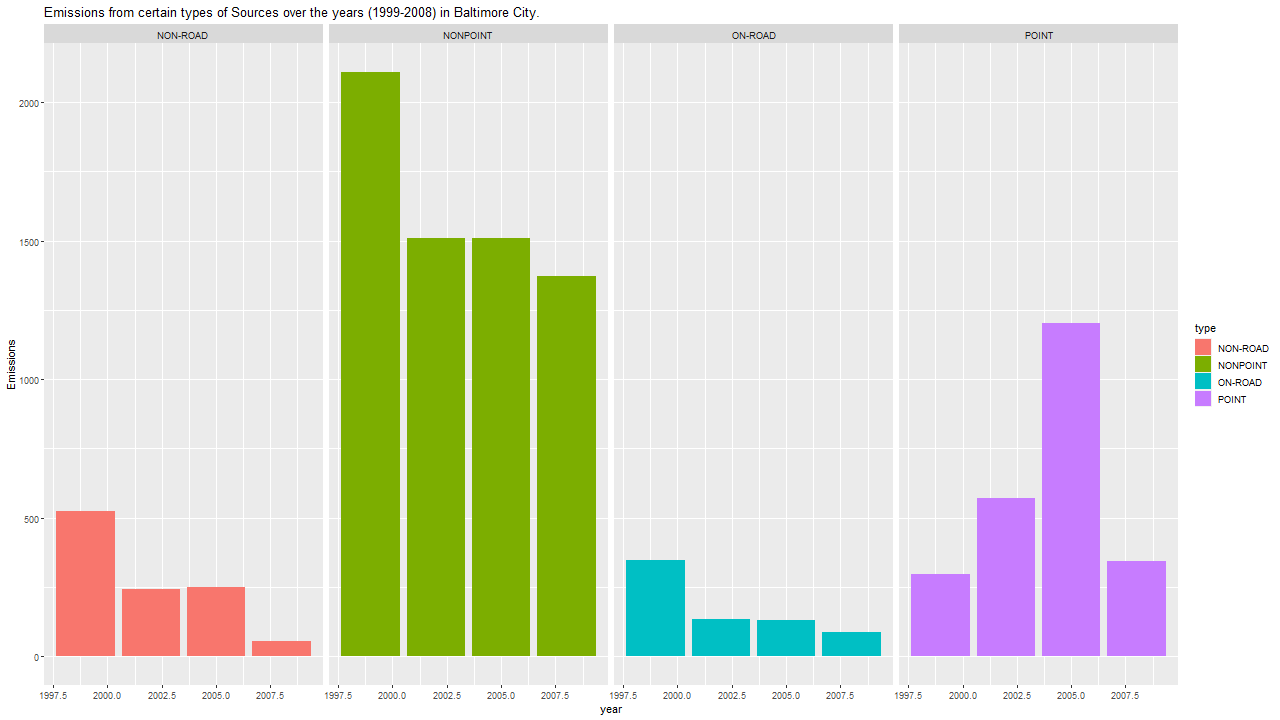 Emissions from certain types of Sources over the years (1999-2008) in Baltimore City.
NON-ROAD NONPOINT ON-ROAD POINT
2000
1500
1000
500
0
Emissions
1997.5 2000.0 2002.5 2005.0 2007.5 1997.5 2000.0 2002.5 2005.0 2007.5 1997.5 2000.0 2002.5 2005.0 2007.5 1997.5 2000.0 2002.5 2005.0 2007.5
year
type
NON-ROAD
NONPOINT
ON-ROAD
POINT